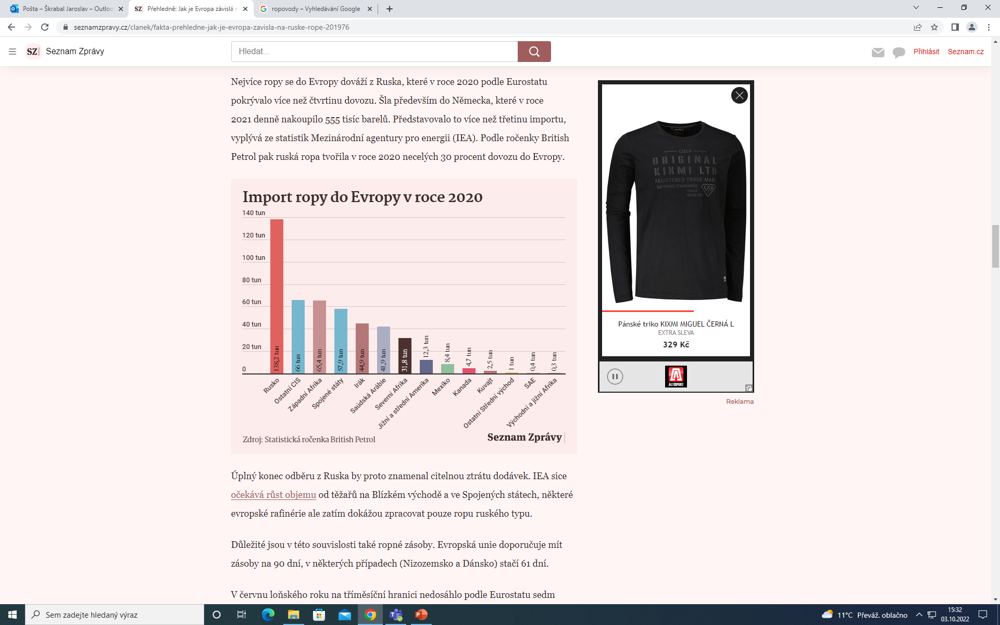 Pošta – Škrabal Jaroslav – Outloo
Přehledně: Jak je Evropa závislá n
ropovody – Vyhledávání Google
seznamzpravy.cz/clanek/fakta-prehledne-jak-je-evropa-zavisla-na-ruske-rope-201976
SZ Seznam Zprávy
Hledat...
Přihlásit
Seznam.cz
Nejvíce ropy se do Evropy dováží z Ruska, které v roce 2020 podle Eurostatu
pokrývalo více než čtvrtinu dovozu. Šla především do Německa, které v roce
2021 denně nakoupilo 555 tisíc barelů. Představovalo to více než třetinu importu,
vyplývá ze statistik Mezinárodní agentury pro energii (IEA). Podle ročenky British
Petrol pak ruská ropa tvořila v roce 2020 necelých 30 procent dovozu do Evropy.
Import ropy do Evropy v roce 2020
140 tun
120 tun
100 tun
80 tun
60 tun
40 tun
20 tun
0
138,2 tun
66 tun
65,4 tun
57,9 tun
44,9 tun
41,9 tun
31,8 tun
12,3 tun
8,4 tun
4,7 tun
2,5 tun
1 tun
0,4 tun
0,3 tun
Rusko
Ostatní CIS
Západní Afrika
Spojené státy
Irák
Saúdská Arábie
Severní Afrika
Jižní a střední Amerika
Mexiko
Kanada
Kuvajt
Ostatní Střední východ
SAE
Východní a jižní Afrika
Zdroj: Statistická ročenka British Petrol
Seznam Zprávy
CZECH
ORIGINAL
KIXMI LTD
REGISTERED TRADE MAR
SUPERIOR STANDARDS
TRADE
Pánské triko KIXMI MIGUEL ČERNÁ L
EXTRA SLEVA
329 Kč
ALTISPORT
Reklama
Úplný konec odběru z Ruska by proto znamenal citelnou ztrátu dodávek. IEA sice
očekává růst objemu od těžařů na Blízkém východě a ve Spojených státech, některé
evropské rafinérie ale zatím dokážou zpracovat pouze ropu ruského typu.
Důležité jsou v této souvislosti také ropné zásoby. Evropská unie doporučuje mít
zásoby na 90 dní, v některých případech (Nizozemsko a Dánsko) stačí 61 dní.
V červnu loňského roku na tříměsíční hranici nedosáhlo podle Eurostatu sedm
Sem zadejte hledaný výraz
11°C Převáž. oblačno
15:32
03.10.2022